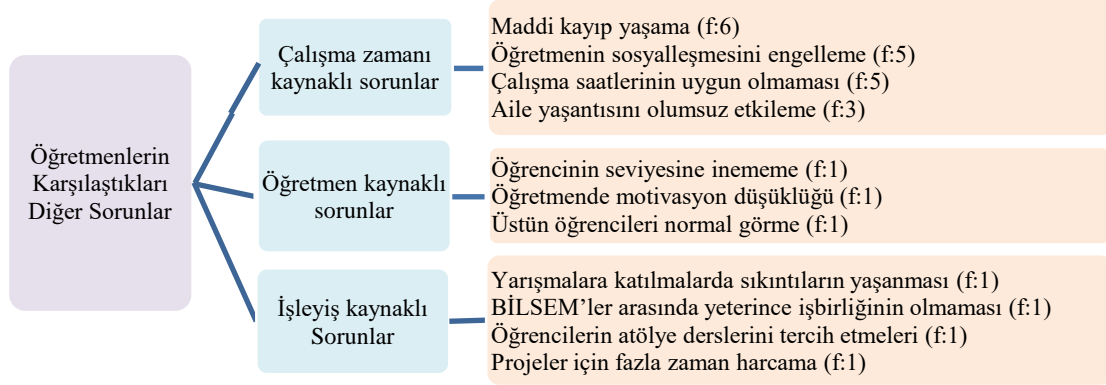 Öğretmenlerin
Karşılaştıkları
Diğer Sorunlar
Çalışma zamanı
kaynaklı sorunlar
Maddi kayıp yaşama (f:6)
Öğretmenin sosyalleşmesini engelleme (f:5)
Çalışma saatlerinin uygun olmaması (f:5)
Aile yaşantısını olumsuz etkileme (f:3)
Öğretmen kaynaklı
sorunlar
Öğrencinin seviyesine inememe (f:1)
Öğretmende motivasyon düşüklüğü (f:1)
Üstün öğrencileri normal görme (f:1)
İşleyiş kaynaklı
Sorunlar
Yarışmalara katılmalarda sıkıntıların yaşanması (f:1)
BİLSEM’ler arasında yeterince işbirliğinin olmaması (f:1)
Öğrencilerin atölye derslerini tercih etmeleri (f:1)
Projeler için fazla zaman harcama (f:1)